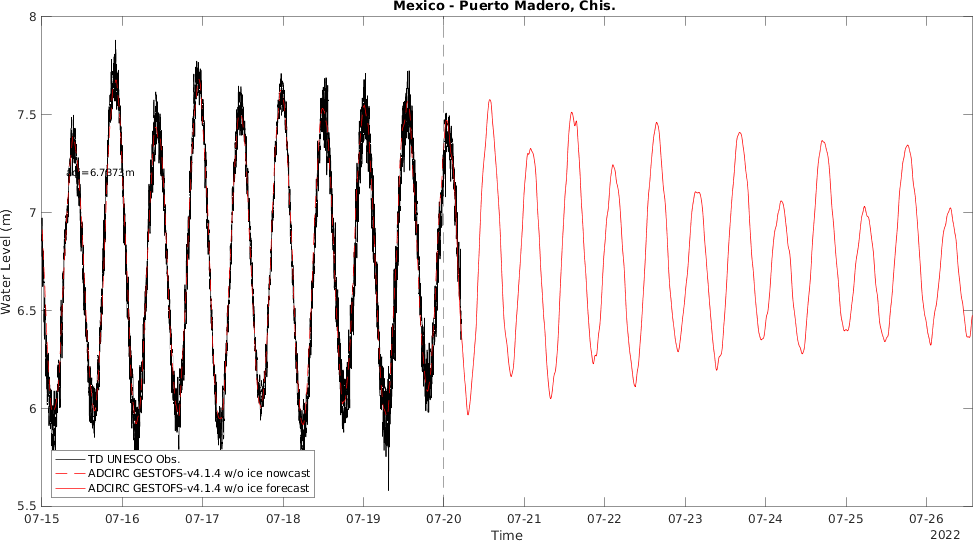 Mexico - Puerto Madero, Chis.
8
7.5
7
6.5
6
5.5
Water Level (m)
TD UNESCO Obs.
ADCIRC GESTOFS-v4.1.4 w/o ice nowcast
ADCIRC GESTOFS-v4.1.4 w/o ice forecast
07-15 07-16 07-17 07-18 07-19 07-20 07-21 07-22 07-23 07-24 07-25 07-26
Time
2022